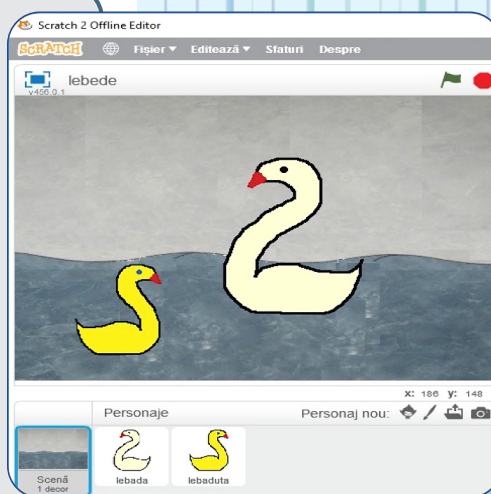 Scratch 2 Offline Editor
SCRATCH Fișier Editează Sfaturi Despre
lebede
v456.0.1
x: 186 y: 148
Personaje Personaj nou:
Scenă
1 decor
lebada
lebaduta